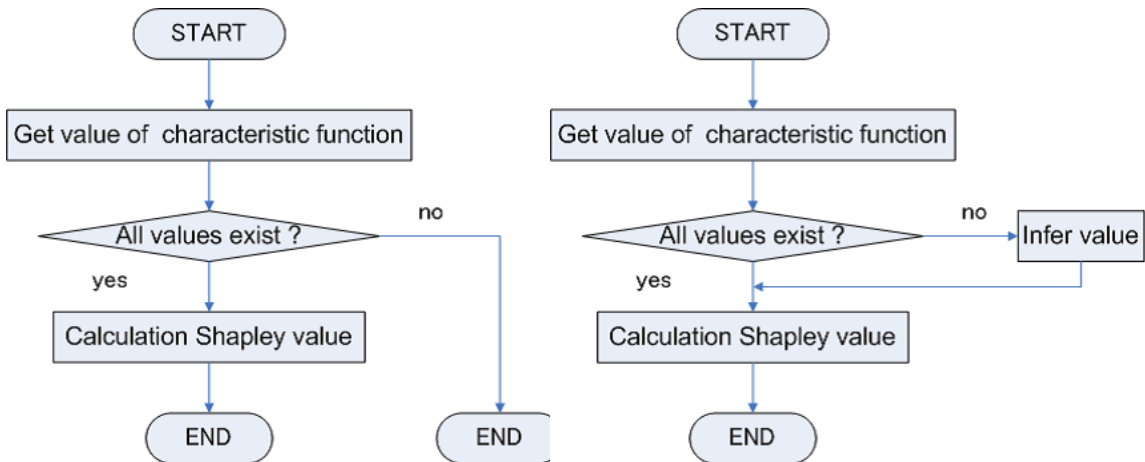 START
Get value of characteristic function
All values exist ?
no
yes
Calculation Shapley value
END
END
START
Get value of characteristic function
All values exist ?
no
Infer value
yes
Calculation Shapley value
END